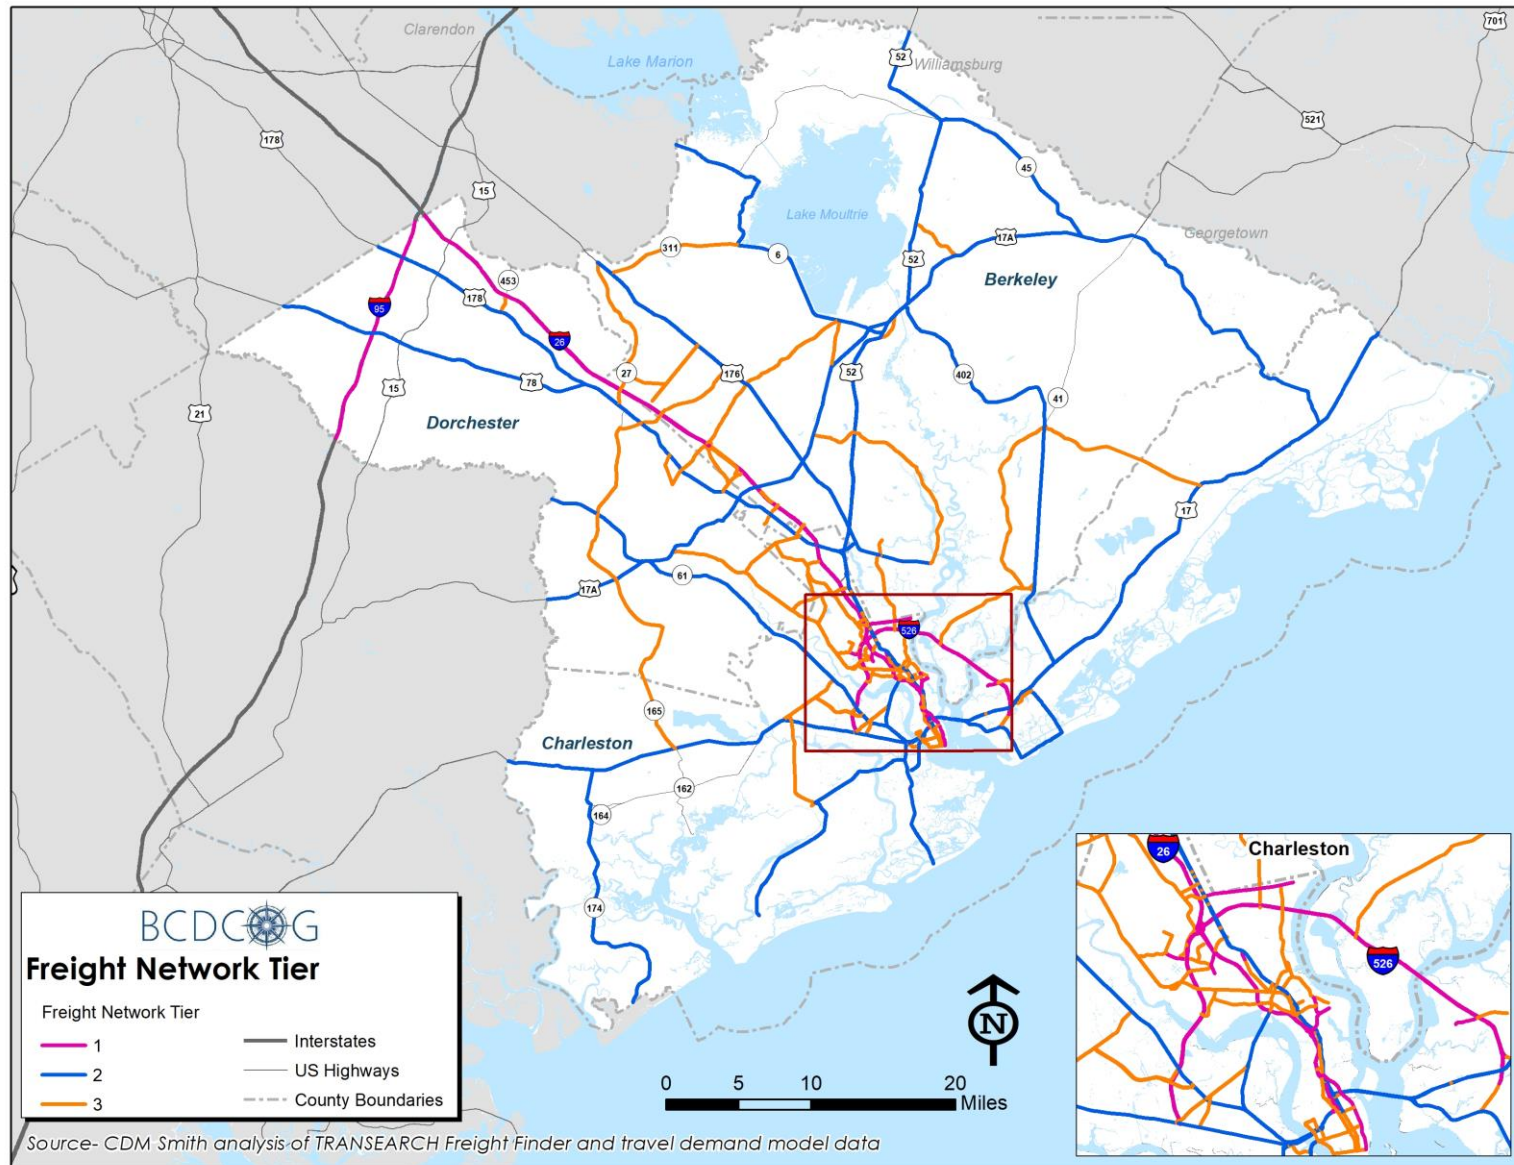 Clarendon
Lake Marion
Williamsburg
701
52
178
521
45
15
Lake Moultrie
Georgetown
17A
311
6
52
Berkeley
453
178
95
26
27
176
52
402
78
15
41
21
Dorchester
17
61
17A
526
165
Charleston
162
164
174
BCDCOG
Freight Network Tier
Freight Network Tier
1
2
3
Interstates
US Highways
County Boundaries
N
0 5 10 20
Miles
26
Charleston
526
Source- CDM Smith analysis of TRANSEARCH Freight Finder and travel demand model data